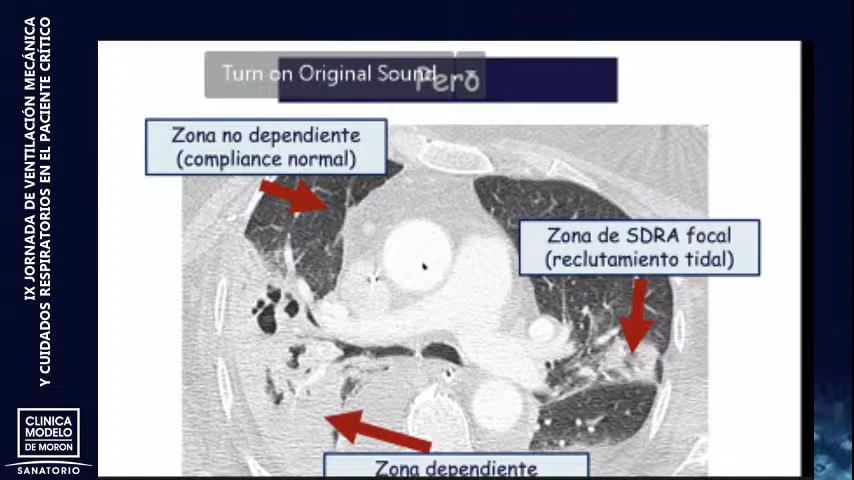 IX JORNADA DE VENTILACIÓN MECÁNICA
Y CUIDADOS RESPIRATORIOS EN EL PACIENTE CRÍTICO
Turn on Original Sound
Pero
Zona no dependiente
(compliance normal)
Zona de SDRA focal
(reclutamiento tidal)
Zona dependiente
CLINICA
MODELO
DE MORON
SANATORIO